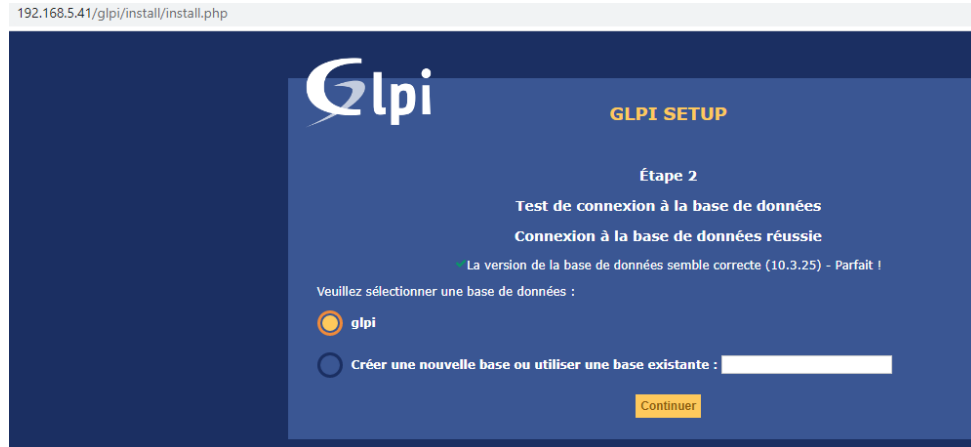 192.168.5.41/glpi/install/install.php
Glpi
GLPI SETUP
Étape 2
Test de connexion à la base de données
Connexion à la base de données réussie
La version de la base de données semble correcte (10.3.25) - Parfait !
Veuillez sélectionner une base de données :
glpi
Créer une nouvelle base ou utiliser une base existante :
Continuer